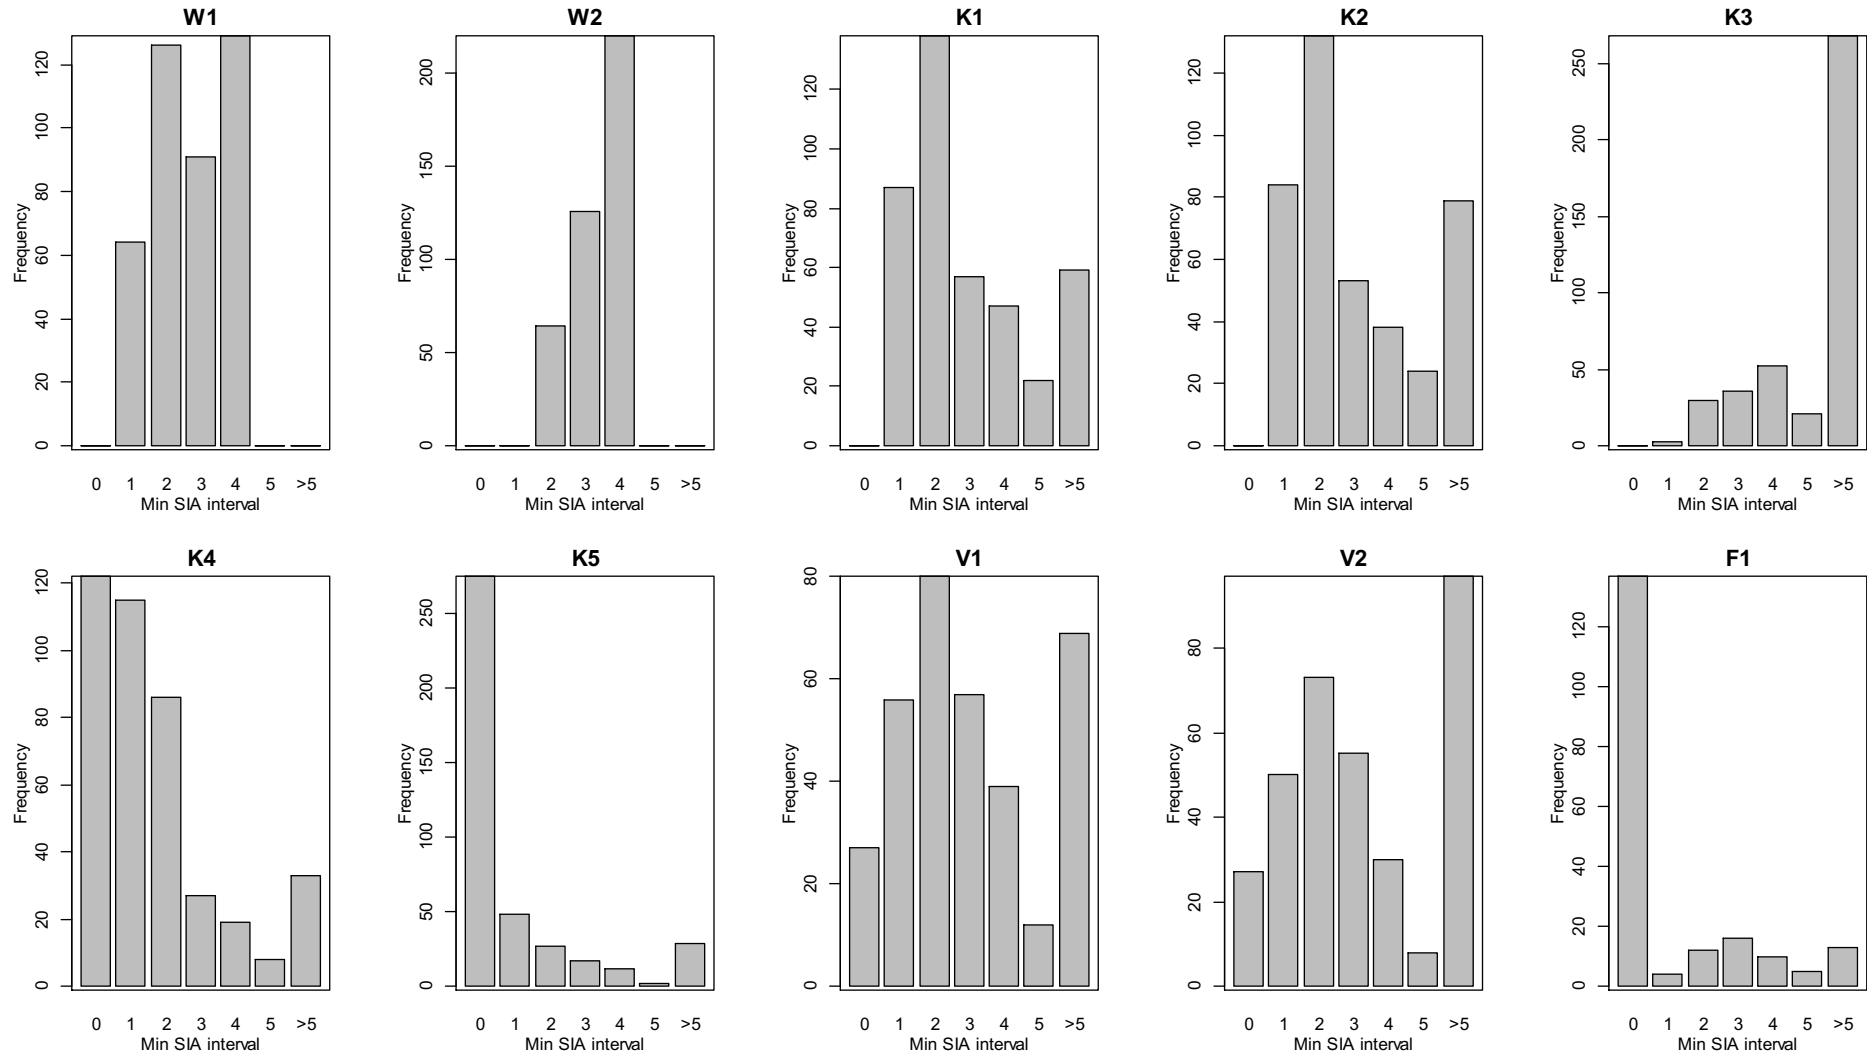 W1
Frequency
0 20 40 60 80 100 120
0 1 2 3 4 5 >5
Min SIA interval
W2
Frequency
0 50 100 150 200
0 1 2 3 4 5 >5
Min SIA interval
K1
Frequency
0 20 40 60 80 100 120
0 1 2 3 4 5 >5
Min SIA interval
K2
Frequency
0 20 40 60 80 100 120
0 1 2 3 4 5 >5
Min SIA interval
K3
Frequency
0 50 100 150 200 250
0 1 2 3 4 5 >5
Min SIA interval
K4
Frequency
0 20 40 60 80 100 120
0 1 2 3 4 5 >5
Min SIA interval
K5
Frequency
0 50 100 150 200 250
0 1 2 3 4 5 >5
Min SIA interval
V1
Frequency
0 20 40 60 80
0 1 2 3 4 5 >5
Min SIA interval
V2
Frequency
0 20 40 60 80
0 1 2 3 4 5 >5
Min SIA interval
F1
Frequency
0 20 40 60 80 100 120
0 1 2 3 4 5 >5
Min SIA interval